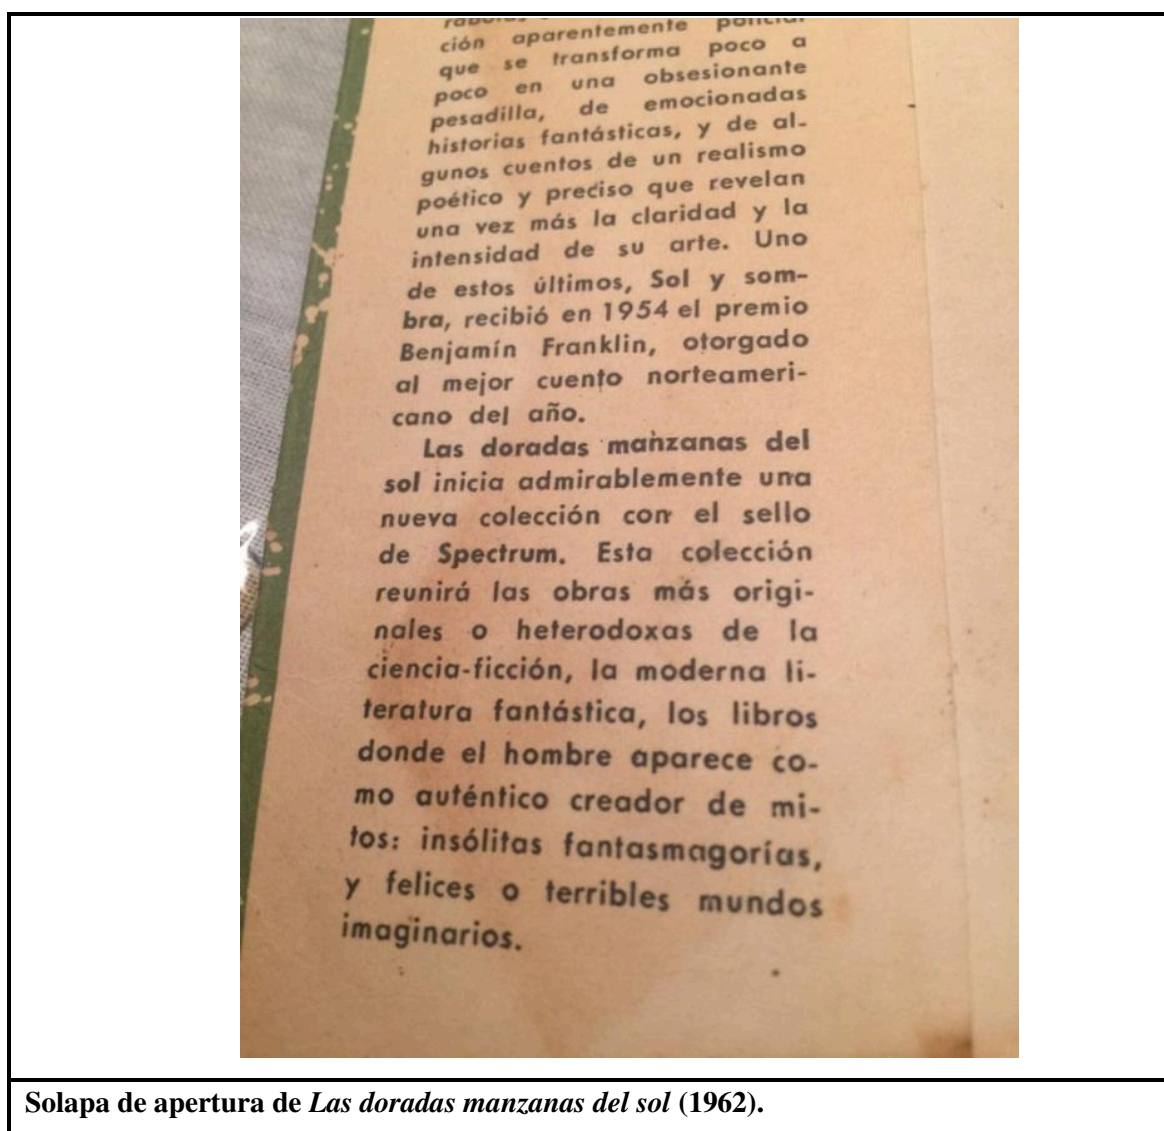 ción aparentemente policial
que se transforma poco a
poco en una obsesionante
pesadilla, de emocionadas
historias fantásticas, y de al-
gunos cuentos de un realismo
poético y preciso que revelan
una vez más la claridad y la
intensidad de su arte. Uno
de estos últimos, Sol y som-
bra, recibió en 1954 el premio
Benjamín Franklin, otorgado
al mejor cuento norteameri-
cano del año.
Las doradas manzanas del
sol inicia admirablemente una
nueva colección con el sello
de Spectrum. Esta colección
reunirá las obras más origi-
nales o heterodoxas de la
ciencia-ficción, la moderna li-
teratura fantástica, los libros
donde el hombre aparece co-
mo auténtico creador de mi-
tos: insólitas fantasmagorías,
y felices o terribles mundos
imaginarios.
Solapa de apertura de Las doradas manzanas del sol (1962).